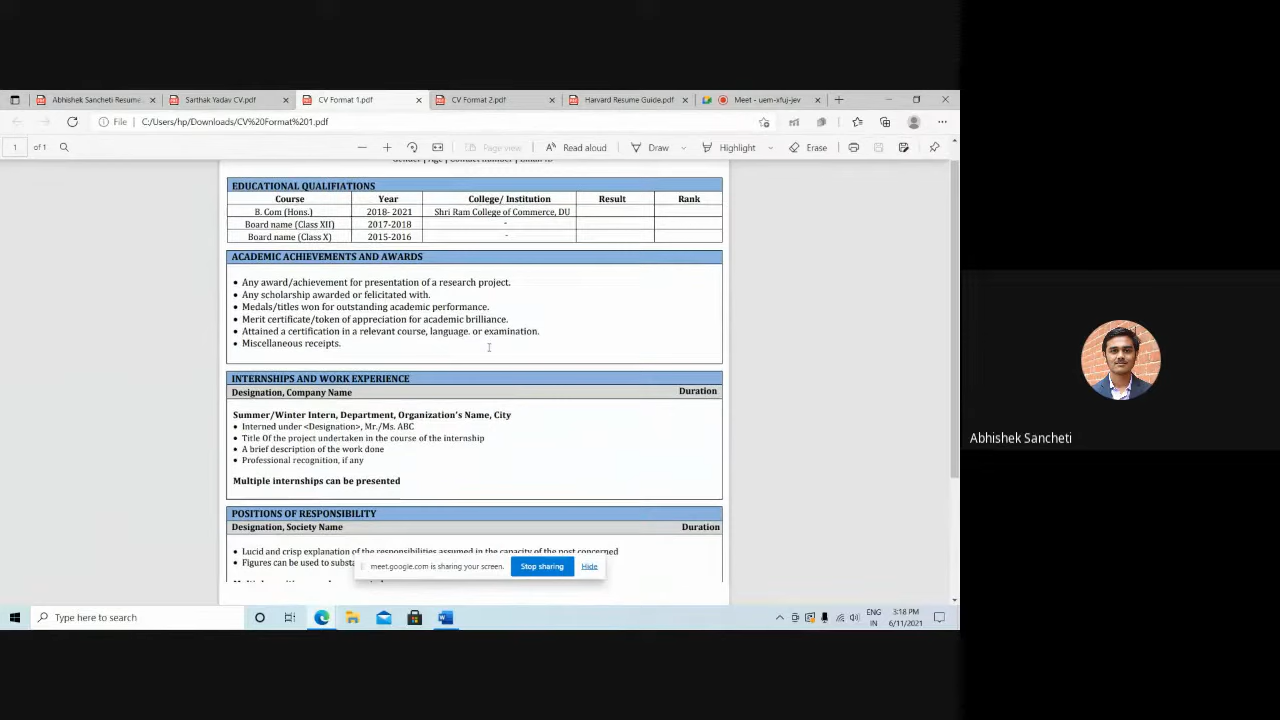 Abhishek Sancheti Resume
Sarthak Yadav CV.pdf
CV Format 1.pdf
CV Format 2.pdf
Harvard Resume Guide.pdf
Meet - uem-xfuj-jev
File
C:/Users/hp/Downloads/CV%20Format%201.pdf
1 of 1
Page view
Read aloud
Draw
Highlight
Erase
EDUCATIONAL QUALIFIATIONS
Course Year College/ Institution Result Rank
B. Com (Hons.) 2018- 2021 Shri Ram College of Commerce, DU
Board name (Class XII) 2017-2018 -
Board name (Class X) 2015-2016 -
ACADEMIC ACHIEVEMENTS AND AWARDS
• Any award/achievement for presentation of a research project.
• Any scholarship awarded or felicitated with.
• Medals/titles won for outstanding academic performance.
• Merit certificate/token of appreciation for academic brilliance.
• Attained a certification in a relevant course, language. or examination.
• Miscellaneous receipts.
INTERNSHIPS AND WORK EXPERIENCE
Designation, Company Name Duration
Summer/Winter Intern, Department, Organization's Name, City
• Interned under <Designation>, Mr./Ms. ABC
• Title Of the project undertaken in the course of the internship
• A brief description of the work done
• Professional recognition, if any
Multiple internships can be presented
POSITIONS OF RESPONSIBILITY
Designation, Society Name Duration
• Lucid and crisp explanation of the responsibilities assumed in the capacity of the post concerned
• Figures can be used to substa
meet.google.com is sharing your screen. Stop sharing Hide
Abhishek Sancheti
Type here to search
ENG
IN
3:18 PM
6/11/2021